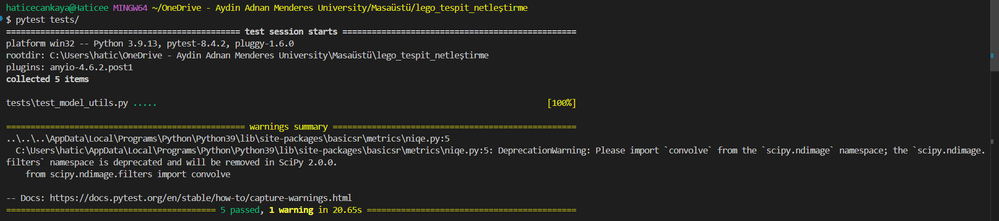 haticecankaya@Haticee MINGW64 ~/OneDrive - Aydin Adnan Menderes University/Masaüstü/lego_tespit_netleştirme
$ pytest tests/
================================================ test session starts ================================================
platform win32 -- Python 3.9.13, pytest-8.4.2, pluggy-1.6.0
rootdir: C:\Users\hatic\OneDrive - Aydin Adnan Menderes University\Masaüstü\lego_tespit_netleştirme
plugins: anyio-4.6.2.post1
collected 5 items
tests\test_model_utils.py .....                                                                                [100%]
================================================= warnings summary ==================================================
..\..\..\AppData\Local\Programs\Python\Python39\lib\site-packages\basicsr\metrics\niqe.py:5
  C:\Users\hatic\AppData\Local\Programs\Python\Python39\lib\site-packages\basicsr\metrics\niqe.py:5: DeprecationWarning: Please import `convolve` from the `scipy.ndimage` namespace; the `scipy.ndimage.
filters` namespace is deprecated and will be removed in SciPy 2.0.0.
    from scipy.ndimage.filters import convolve
-- Docs: https://docs.pytest.org/en/stable/how-to/capture-warnings.html
=========================================== 5 passed, 1 warning in 20.65s ===========================================